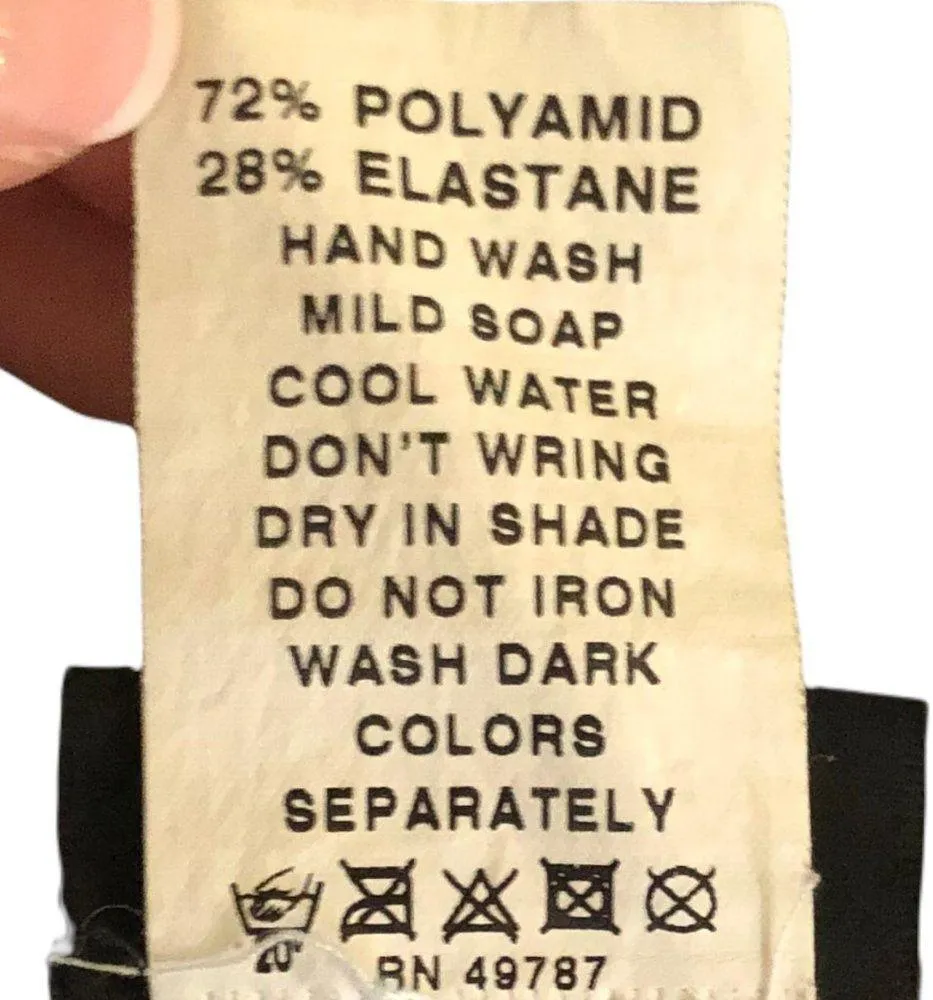 72% POLYAMID
28% ELASTANE
HAND WASH
MILD SOAP
COOL WATER
DON'T WRING
DRY IN SHADE
DO NOT IRON
WASH DARK
COLORS
SEPARATELY
20°
RN 49787